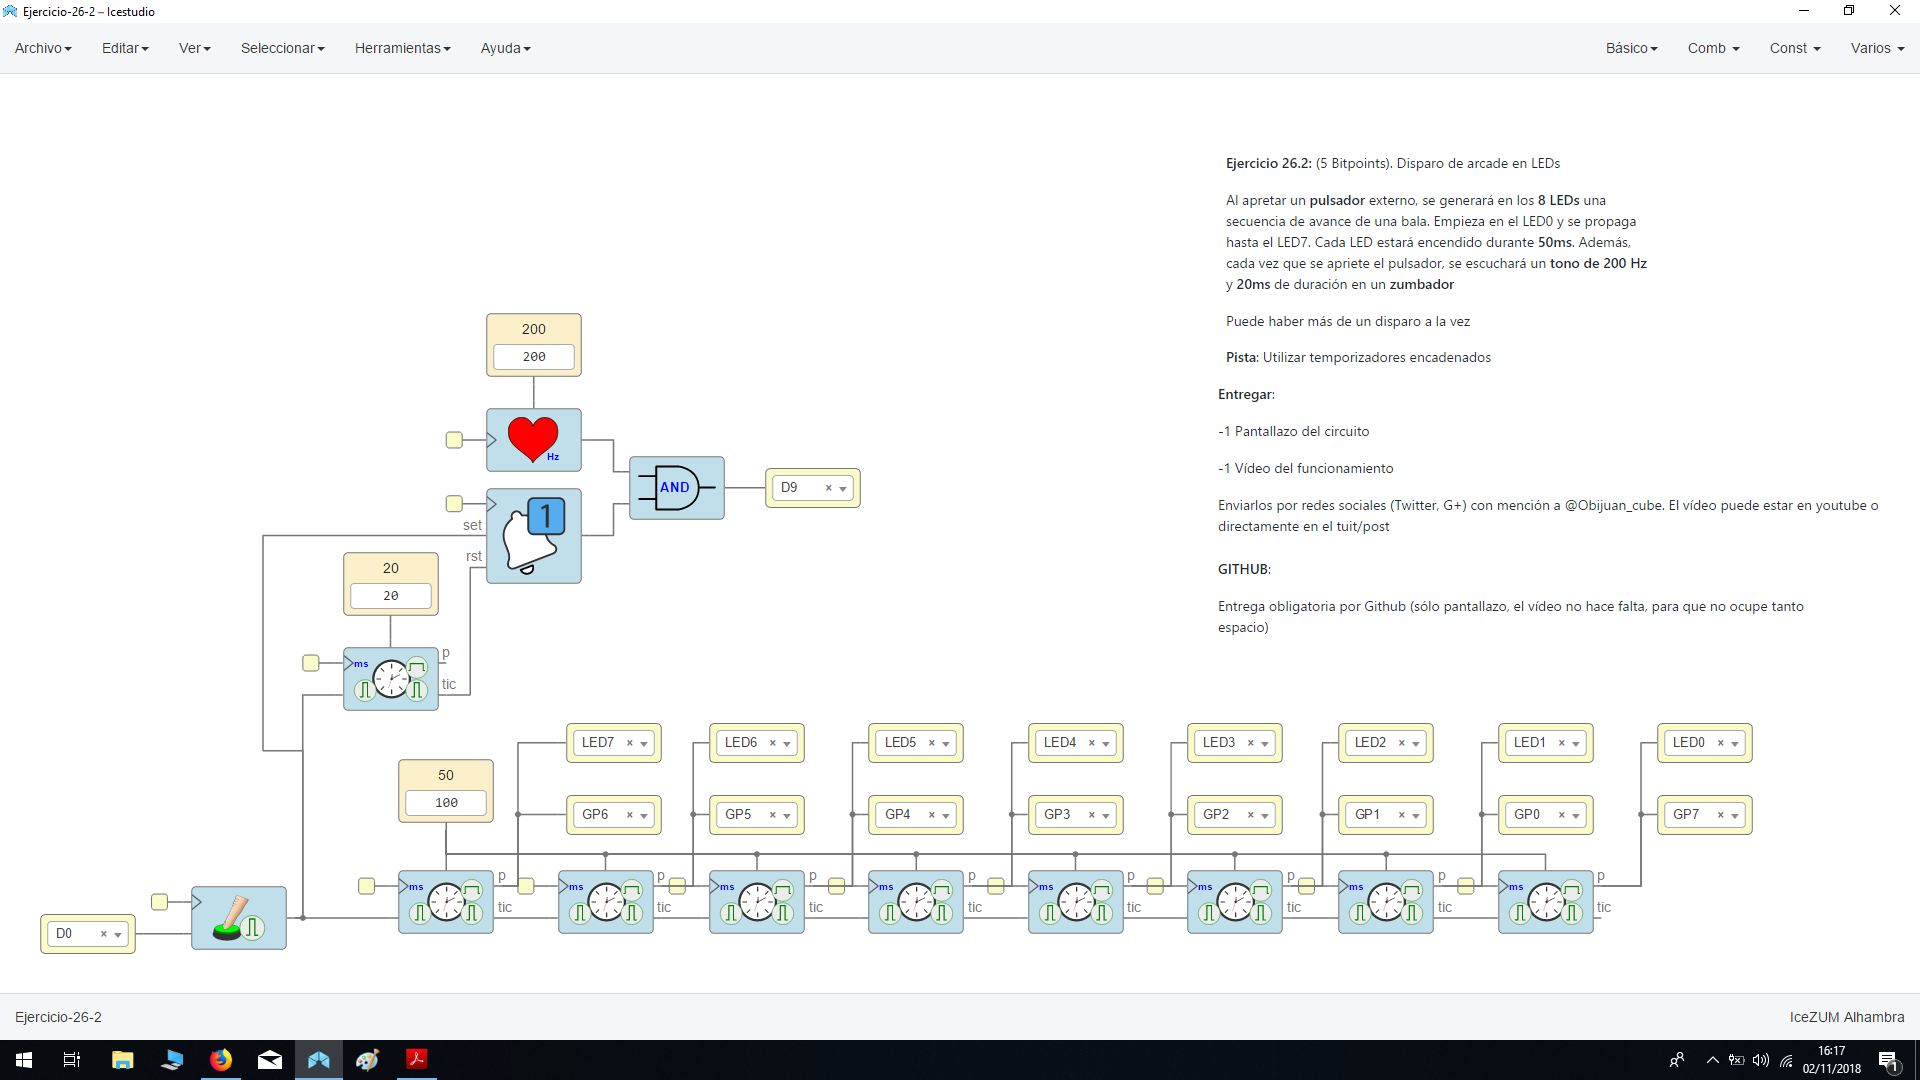 Ejercicio-26-2 – Icestudio
Archivo Editar Ver Seleccionar Herramientas Ayuda Básico Comb Const Varios
Ejercicio 26.2: (5 Bitpoints). Disparo de arcade en LEDs
Al apretar un pulsador externo, se generará en los 8 LEDs una
secuencia de avance de una bala. Empieza en el LED0 y se propaga
hasta el LED7. Cada LED estará encendido durante 50ms. Además,
cada vez que se apriete el pulsador, se escuchará un tono de 200 Hz
y 20ms de duración en un zumbador
Puede haber más de un disparo a la vez
Pista: Utilizar temporizadores encadenados
Entregar:
-1 Pantallazo del circuito
-1 Vídeo del funcionamiento
Enviarlos por redes sociales (Twitter, G+) con mención a @Obijuan_cube. El vídeo puede estar en youtube o
directamente en el tuit/post
GITHUB:
Entrega obligatoria por Github (sólo pantallazo, el vídeo no hace falta, para que no ocupe tanto
espacio)
200
200
Hz
AND
D9
set
1
rst
20
20
ms
p
tic
LED7 LED6 LED5 LED4 LED3 LED2 LED1 LED0
50
100
GP6 GP5 GP4 GP3 GP2 GP1 GP0 GP7
ms p ms p ms p ms p ms p ms p ms p ms p
tic tic tic tic tic tic tic tic
D0
Ejercicio-26-2
IceZUM Alhambra
16:17
02/11/2018
1